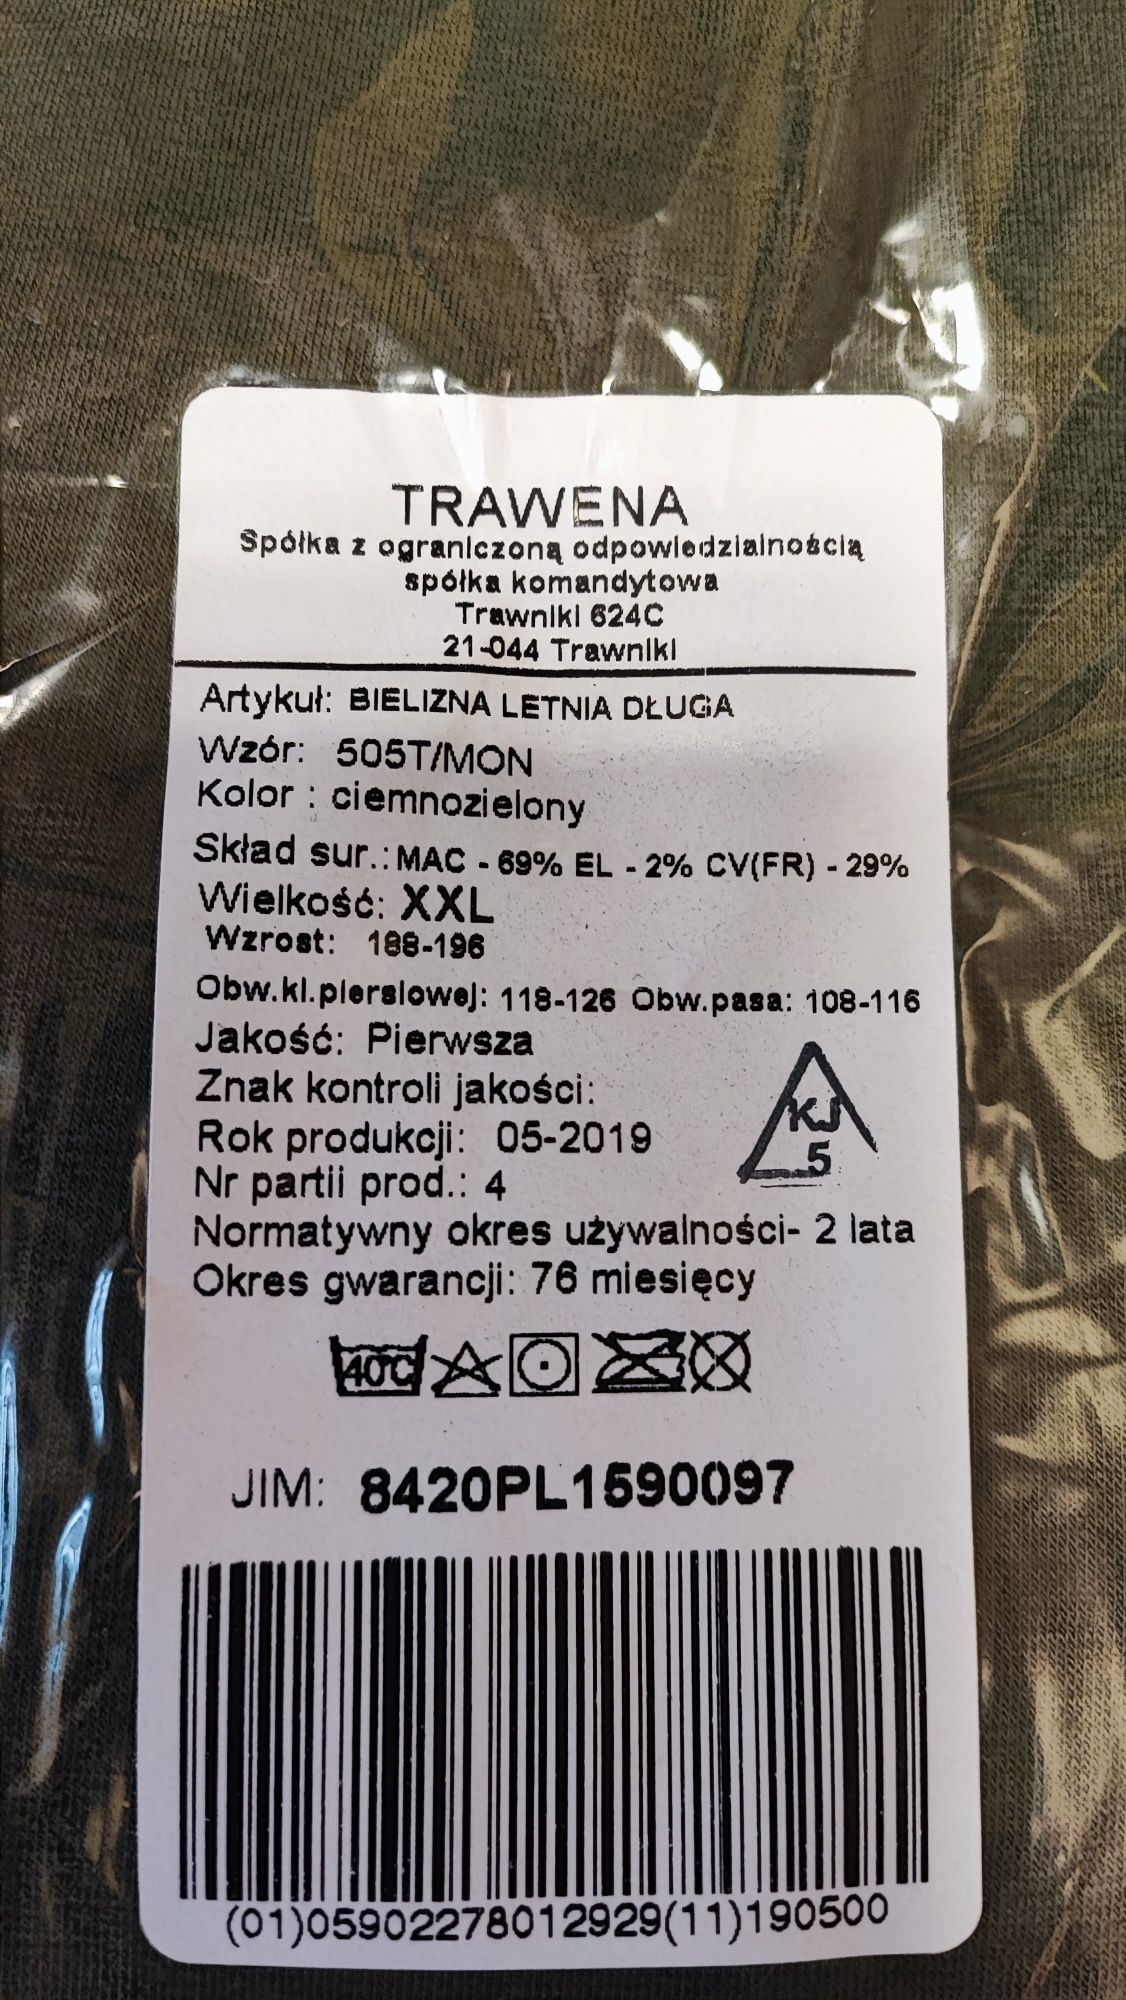 TRAWENA
Spółka z ograniczoną odpowiedzialnością
spółka komandytowa
Trawniki 624C
21-044 Trawniki
Artykuł: BIELIZNA LETNIA DŁUGA
Wzór: 505T/MON
Kolor : ciemnozielony
Skład sur.: MAC - 69% EL - 2% CV(FR) - 29%
Wielkość: XXL
Wzrost: 188-196
Obw.kl.piersiowej: 118-126 Obw.pasa: 108-116
Jakość: Pierwsza
Znak kontroli jakości:
KJ
5
Rok produkcji: 05-2019
Nr partii prod.: 4
Normatywny okres używalności- 2 lata
Okres gwarancji: 76 miesięcy
40°C
JIM: 8420PL1590097
(01)05902278012929(11)190500